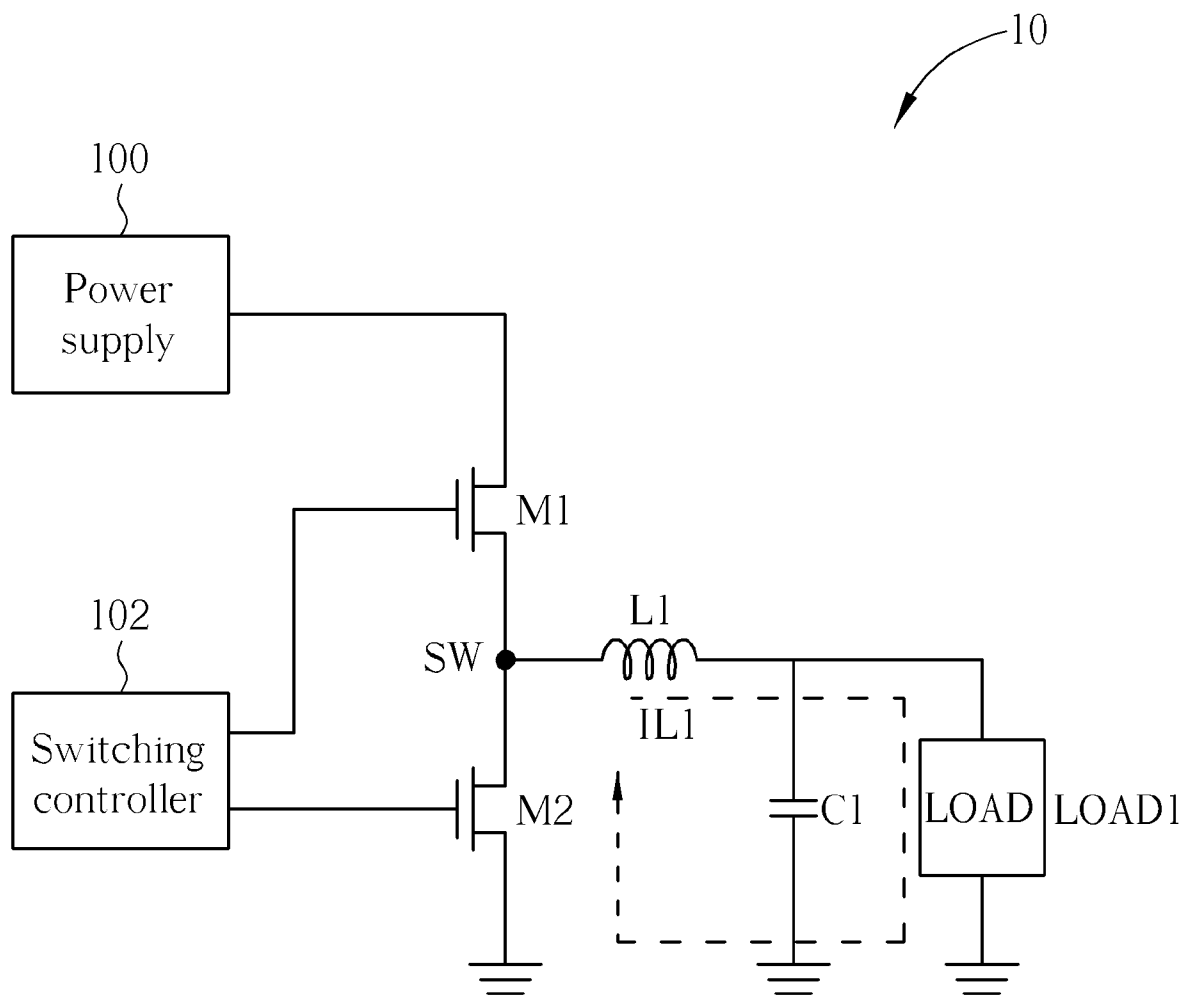 10
100
Power
supply
M1
102
Switching
controller
SW
L1
IL1
M2
C1
LOAD
LOAD1